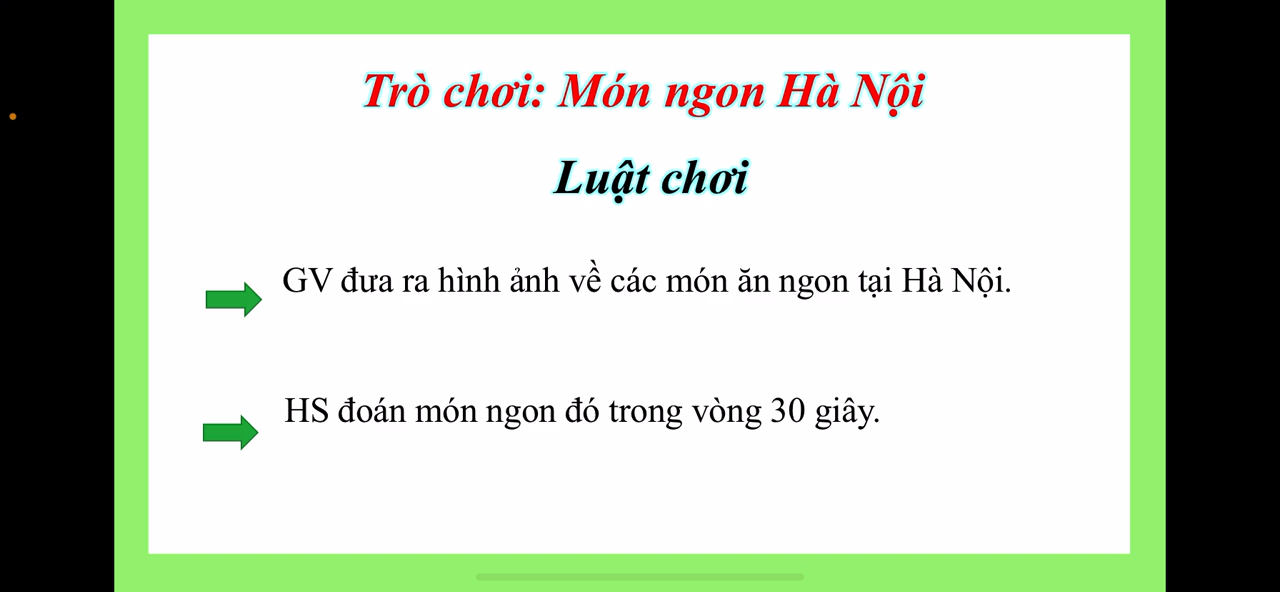 Trò chơi: Món ngon Hà Nội
Luật chơi
GV đưa ra hình ảnh về các món ăn ngon tại Hà Nội.
HS đoán món ngon đó trong vòng 30 giây.